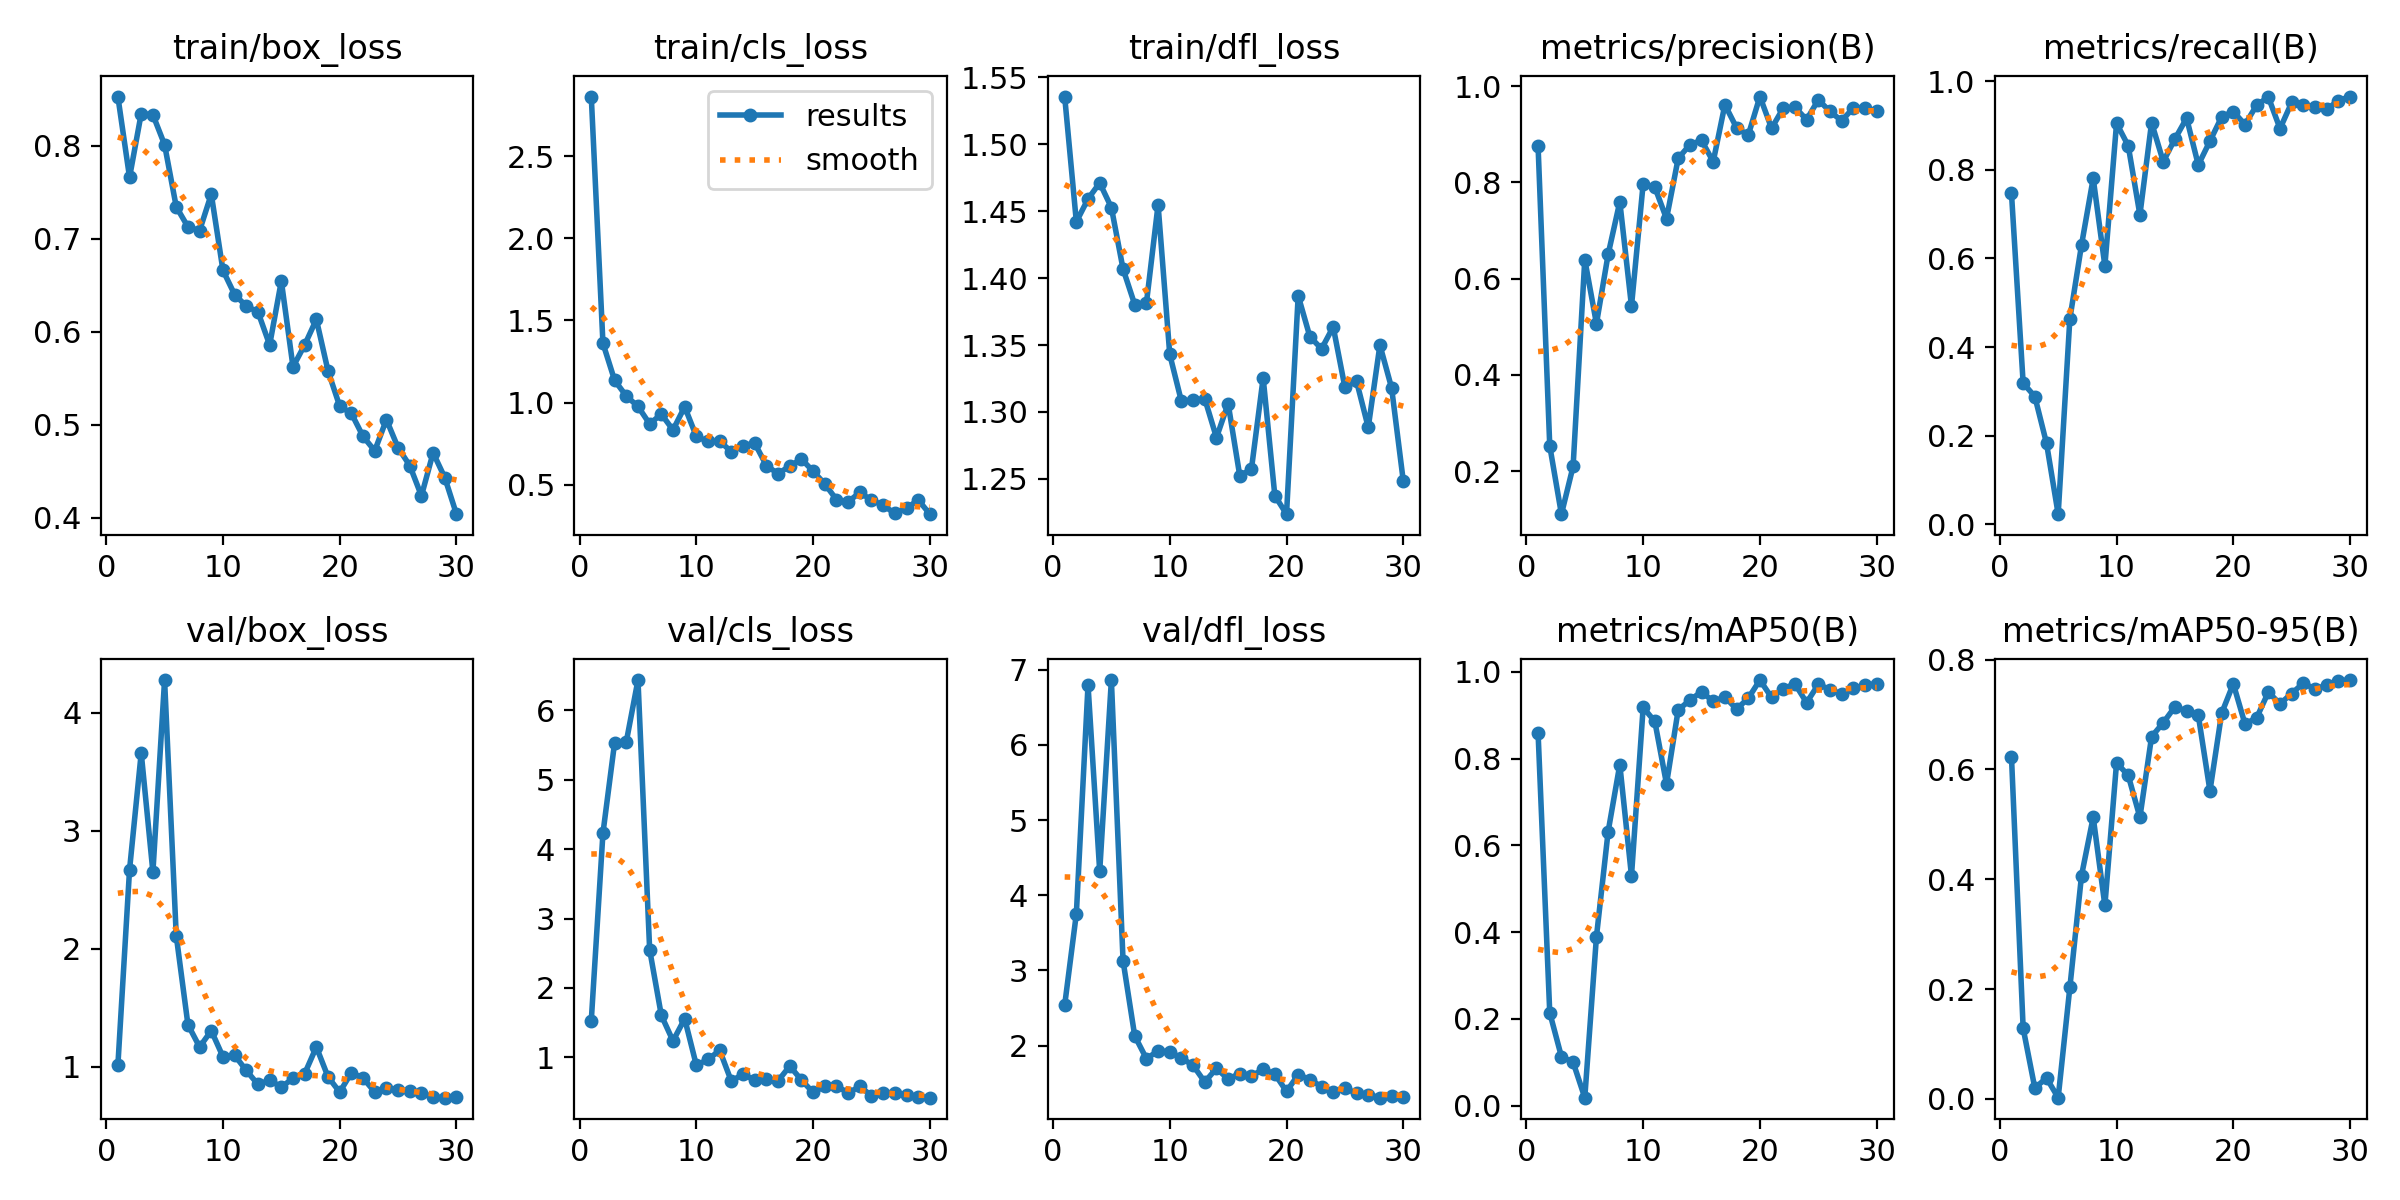 train/box_loss
0.8
0.7
0.6
0.5
0.4
0 10 20 30
train/cls_loss
results
smooth
2.5
2.0
1.5
1.0
0.5
0 10 20 30
train/dfl_loss
1.55
1.50
1.45
1.40
1.35
1.30
1.25
0 10 20 30
metrics/precision(B)
1.0
0.8
0.6
0.4
0.2
0 10 20 30
metrics/recall(B)
1.0
0.8
0.6
0.4
0.2
0.0
0 10 20 30
val/box_loss
4
3
2
1
0 10 20 30
val/cls_loss
6
5
4
3
2
1
0 10 20 30
val/dfl_loss
7
6
5
4
3
2
0 10 20 30
metrics/mAP50(B)
1.0
0.8
0.6
0.4
0.2
0.0
0 10 20 30
metrics/mAP50-95(B)
0.8
0.6
0.4
0.2
0.0
0 10 20 30